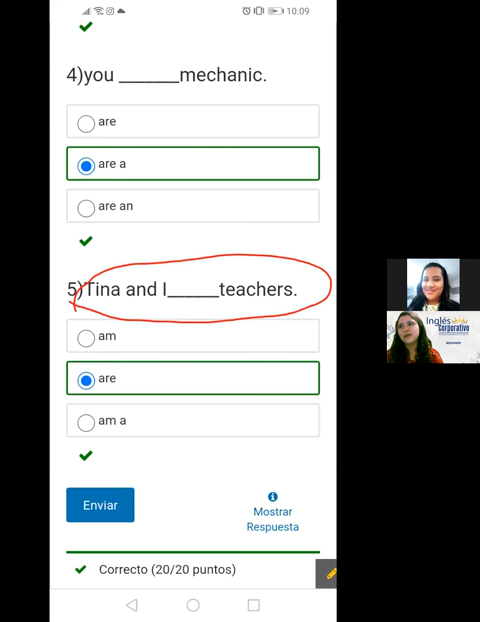 10:09
4)you _______mechanic.
are
are a
are an
5)Tina and I______teachers.
am
are
am a
Enviar
Mostrar
Respuesta
Correcto (20/20 puntos)
Inglés
Corporativo